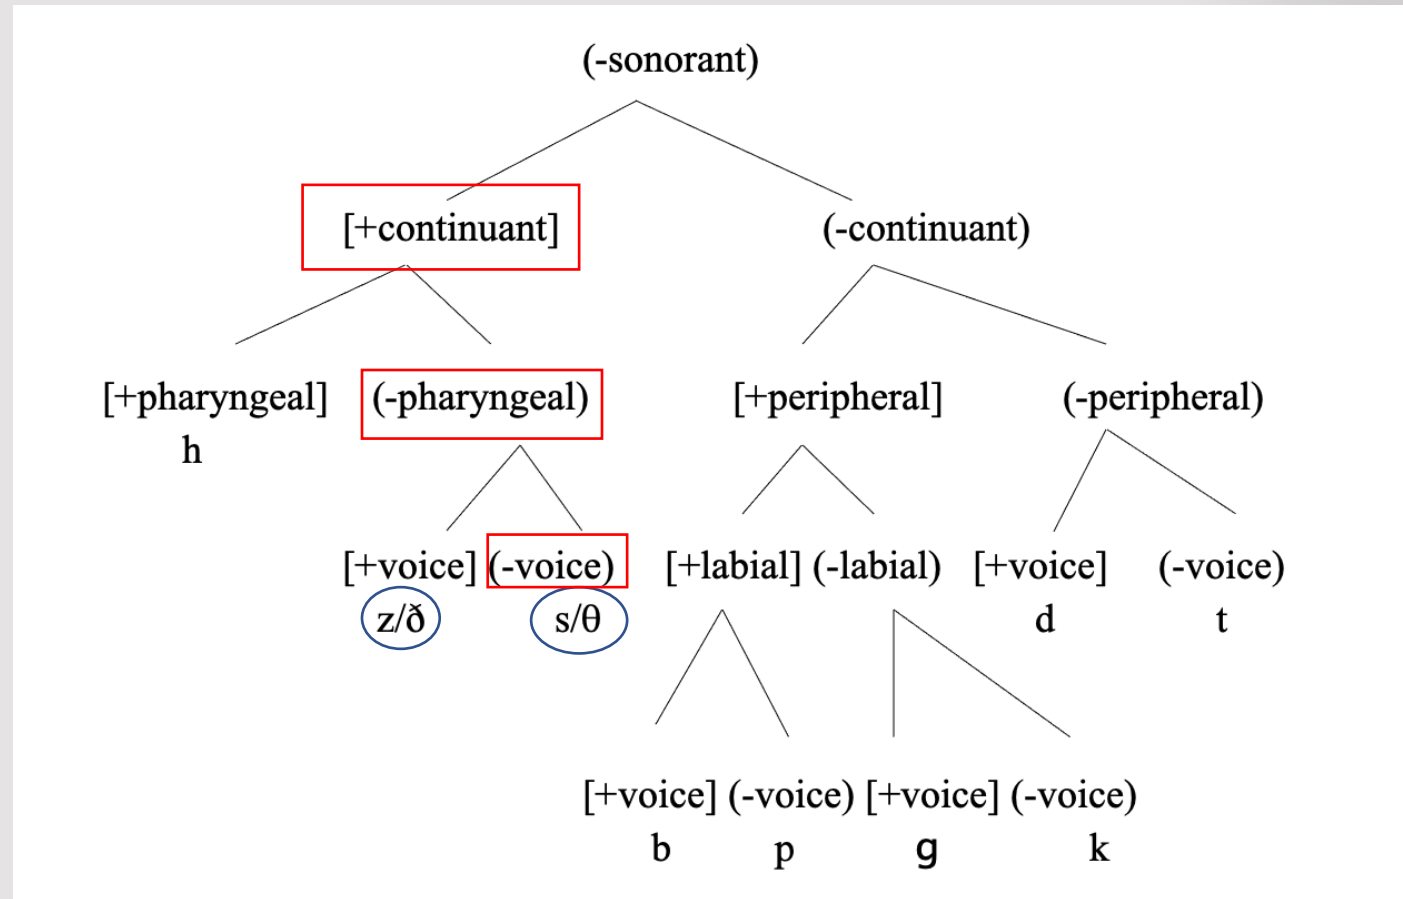 (-sonorant)
[+continuant] (-continuant)
[+pharyngeal] (-pharyngeal) [+peripheral] (-peripheral)
h
[+voice] (-voice) [+labial] (-labial) [+voice] (-voice)
z/ð s/θ d t
[+voice] (-voice) [+voice] (-voice)
b p g k